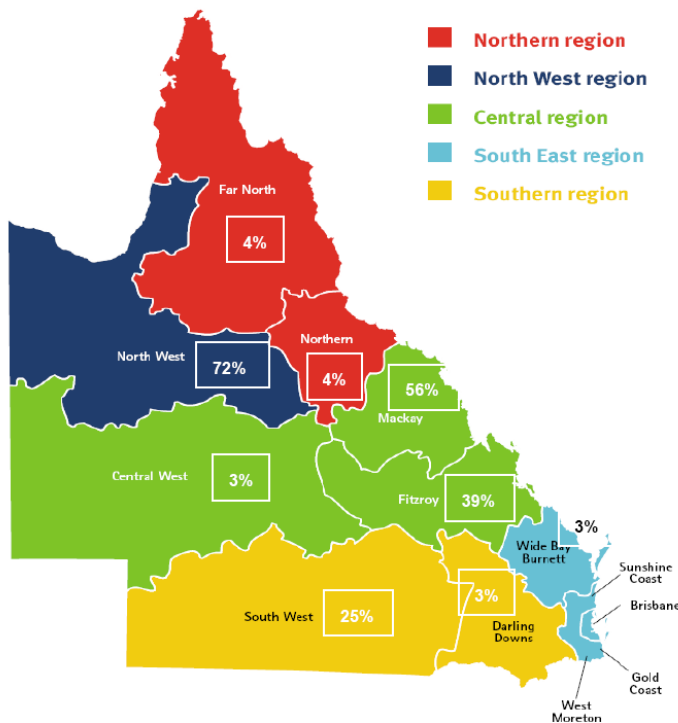 Northern region
North West region
Central region
South East region
Southern region
Far North
4%
Northern
North West
72%
4%
56%
Mackay
Central West
3%
Fitzroy
39%
3%
Wide Bay
Burnett
Sunshine
Coast
3%
Brisbane
South West
25%
Darling
Downs
Gold
Coast
West
Moreton